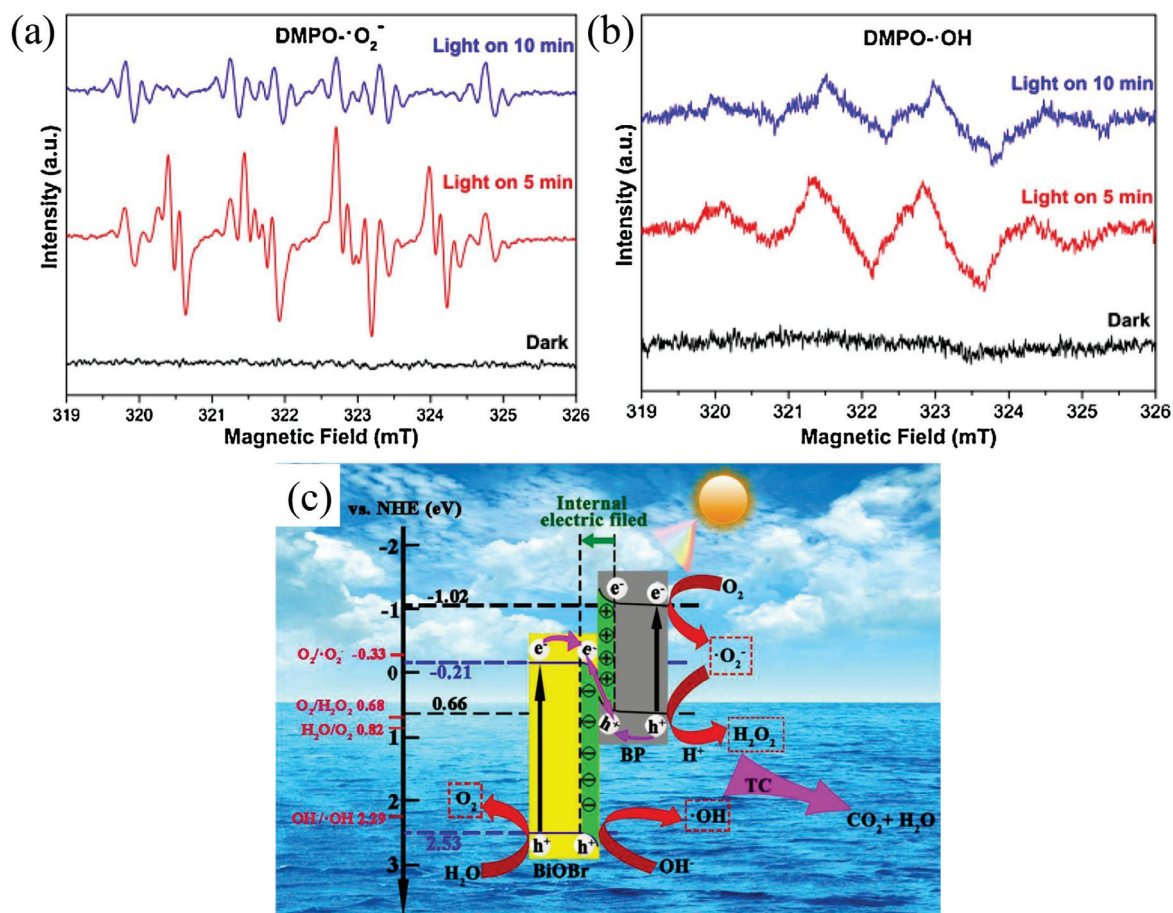 (a)
DMPO-·O₂⁻
Light on 10 min
Light on 5 min
Dark
Intensity (a.u.)
319 320 321 322 323 324 325 326
Magnetic Field (mT)
(b)
DMPO-·OH
Light on 10 min
Light on 5 min
Dark
Intensity (a.u.)
319 320 321 322 323 324 325 326
Magnetic Field (mT)
(c)
vs. NHE (eV)
Internal
electric filed
-2
-1
0
1
2
3
-1.02
O₂/·O₂⁻ -0.33
-0.21
O₂/H₂O₂ 0.68
0.66
H₂O/O₂ 0.82
OH⁻/·OH 2.29
2.53
e⁻ e⁻
e⁻ e⁻
h⁺ h⁺
h⁺ h⁺
⊕
⊕
⊕
⊕
⊖
⊖
⊖
⊖
O₂
·O₂⁻
BP
H⁺
H₂O₂
TC
CO₂ + H₂O
O₂
·OH
H₂O
BiOBr
OH⁻